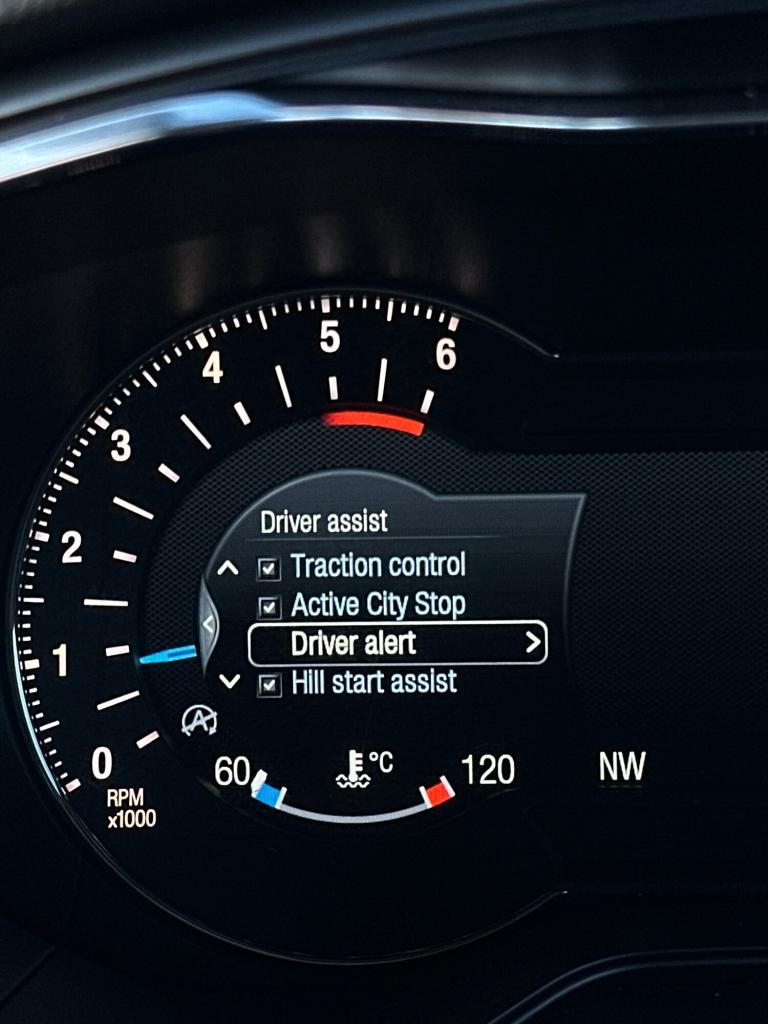 6
5
4
3
2
1
0
RPM
x1000
Driver assist
Traction control
Active City Stop
Driver alert
Hill start assist
A
60
°C
120
NW